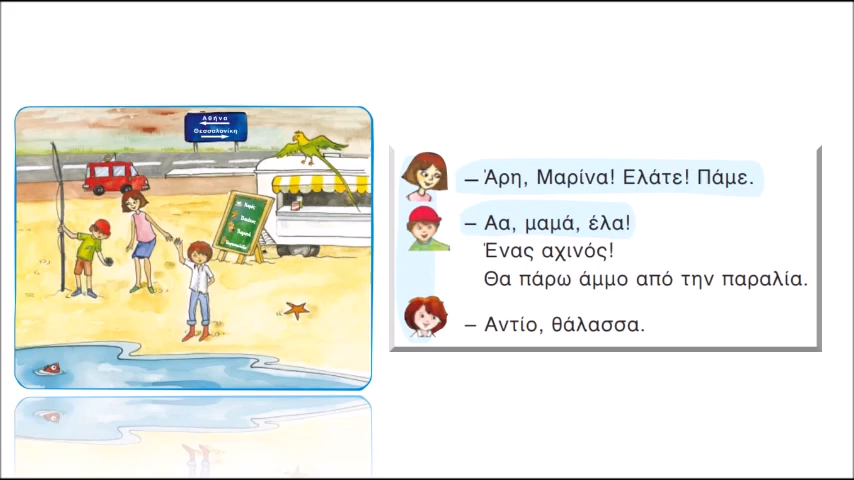 Αθήνα
Θεσσαλονίκη
– Άρη, Μαρίνα! Ελάτε! Πάμε.
– Αα, μαμά, έλα!
Ένας αχινός!
Θα πάρω άμμο από την παραλία.
– Αντίο, θάλασσα.